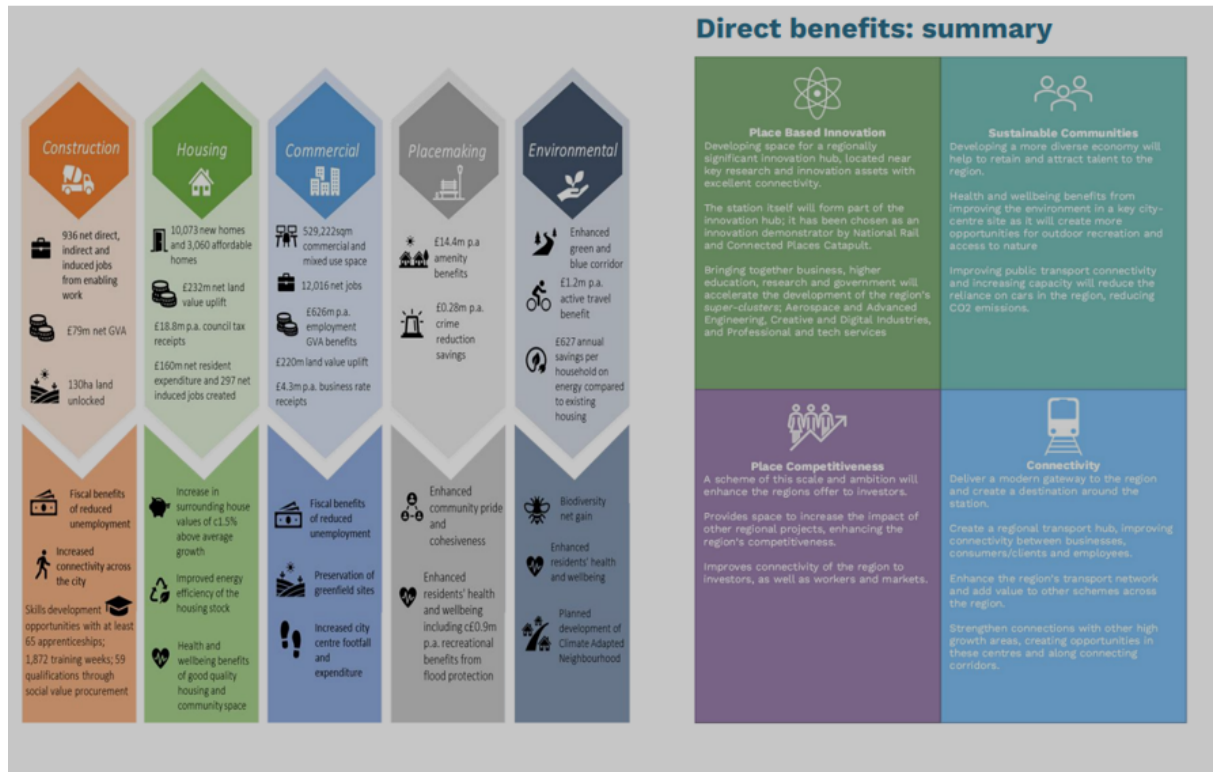 Direct benefits: summary
Construction
936 net direct,
indirect and
induced jobs
from enabling
work
£79m net GVA
130ha land
unlocked
Fiscal benefits
of reduced
unemployment
Increased
connectivity across
the city
Skills development
opportunities with at least
65 apprenticeships;
1,872 training weeks; 59
qualifications through
social value procurement
Housing
10,073 new homes
and 3,060 affordable
homes
£232m net land
value uplift
£18.8m p.a. council tax
receipts
£160m net resident
expenditure and 297 net
induced jobs created
Increase in
surrounding house
values of c1.5%
above average
growth
Improved energy
efficiency of the
housing stock
Health and
wellbeing benefits
of good quality
housing and
community space
Commercial
529,222sqm
commercial and
mixed use space
12,016 net jobs
£626m p.a.
employment
GVA benefits
£220m land value uplift
£4.3m p.a. business rate
receipts
Fiscal benefits
of reduced
unemployment
Preservation of
greenfield sites
Increased city
centre footfall
and
expenditure
Placemaking
£14.4m p.a
amenity
benefits
£0.28m p.a.
crime
reduction
savings
Enhanced
community pride
and
cohesiveness
Enhanced
residents' health
and wellbeing
including c£0.9m
p.a. recreational
benefits from
flood protection
Environmental
Enhanced
green and
blue corridor
£1.2m p.a.
active travel
benefit
£627 annual
savings per
household on
energy compared
to existing
housing
Biodiversity
net gain
Enhanced
residents' health
and wellbeing
Planned
development of
Climate Adapted
Neighbourhood
Place Based Innovation
Developing space for a regionally
significant innovation hub, located near
key research and innovation assets with
excellent connectivity.
The station itself will form part of the
innovation hub; it has been chosen as an
innovation demonstrator by National Rail
and Connected Places Catapult.
Bringing together business, higher
education, research and government will
accelerate the development of the region's
super-clusters; Aerospace and Advanced
Engineering, Creative and Digital Industries,
and Professional and tech services
Sustainable Communities
Developing a more diverse economy will
help to retain and attract talent to the
region.
Health and wellbeing benefits from
improving the environment in a key city-
centre site as it will create more
opportunities for outdoor recreation and
access to nature
Improving public transport connectivity
and increasing capacity will reduce the
reliance on cars in the region, reducing
CO2 emissions.
Place Competitiveness
A scheme of this scale and ambition will
enhance the regions offer to investors.
Provides space to increase the impact of
other regional projects, enhancing the
region's competitiveness.
Improves connectivity of the region to
investors, as well as workers and markets.
Connectivity
Deliver a modern gateway to the region
and create a destination around the
station.
Create a regional transport hub, improving
connectivity between businesses,
consumers/clients and employees.
Enhance the region's transport network
and add value to other schemes across
the region.
Strengthen connections with other high
growth areas, creating opportunities in
these centres and along connecting
corridors.